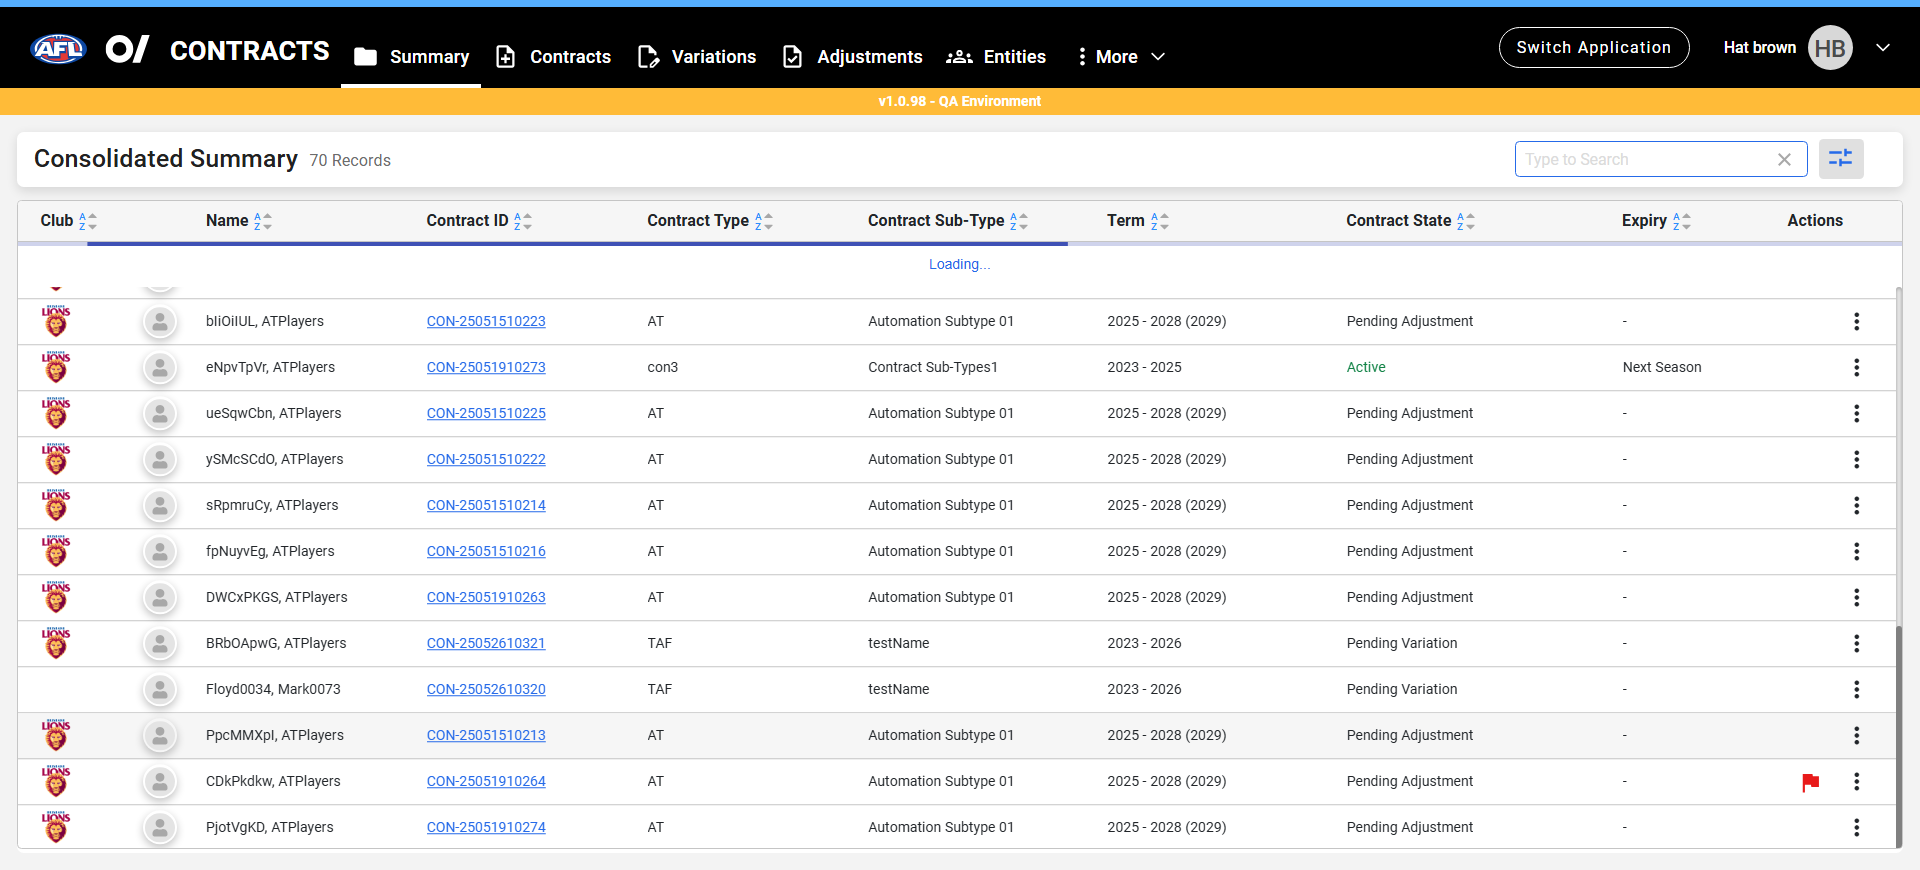 AFL CONTRACTS Summary Contracts Variations Adjustments Entities More Switch Application Hat brown HB
v1.0.98 - QA Environment
Consolidated Summary 70 Records Type to Search
Club Name Contract ID Contract Type Contract Sub-Type Term Contract State Expiry Actions
Loading...
LIONS bIiOiIUL, ATPlayers CON-25051510223 AT Automation Subtype 01 2025 - 2028 (2029) Pending Adjustment -
LIONS eNpvTpVr, ATPlayers CON-25051910273 con3 Contract Sub-Types1 2023 - 2025 Active Next Season
LIONS ueSqwCbn, ATPlayers CON-25051510225 AT Automation Subtype 01 2025 - 2028 (2029) Pending Adjustment -
LIONS ySMcSCdO, ATPlayers CON-25051510222 AT Automation Subtype 01 2025 - 2028 (2029) Pending Adjustment -
LIONS sRpmruCy, ATPlayers CON-25051510214 AT Automation Subtype 01 2025 - 2028 (2029) Pending Adjustment -
LIONS fpNuyvEg, ATPlayers CON-25051510216 AT Automation Subtype 01 2025 - 2028 (2029) Pending Adjustment -
LIONS DWCxPKGS, ATPlayers CON-25051910263 AT Automation Subtype 01 2025 - 2028 (2029) Pending Adjustment -
LIONS BRbOApwG, ATPlayers CON-25052610321 TAF testName 2023 - 2026 Pending Variation -
Floyd0034, Mark0073 CON-25052610320 TAF testName 2023 - 2026 Pending Variation -
LIONS PpcMMXpI, ATPlayers CON-25051510213 AT Automation Subtype 01 2025 - 2028 (2029) Pending Adjustment -
LIONS CDkPkdkw, ATPlayers CON-25051910264 AT Automation Subtype 01 2025 - 2028 (2029) Pending Adjustment -
LIONS PjotVgKD, ATPlayers CON-25051910274 AT Automation Subtype 01 2025 - 2028 (2029) Pending Adjustment -